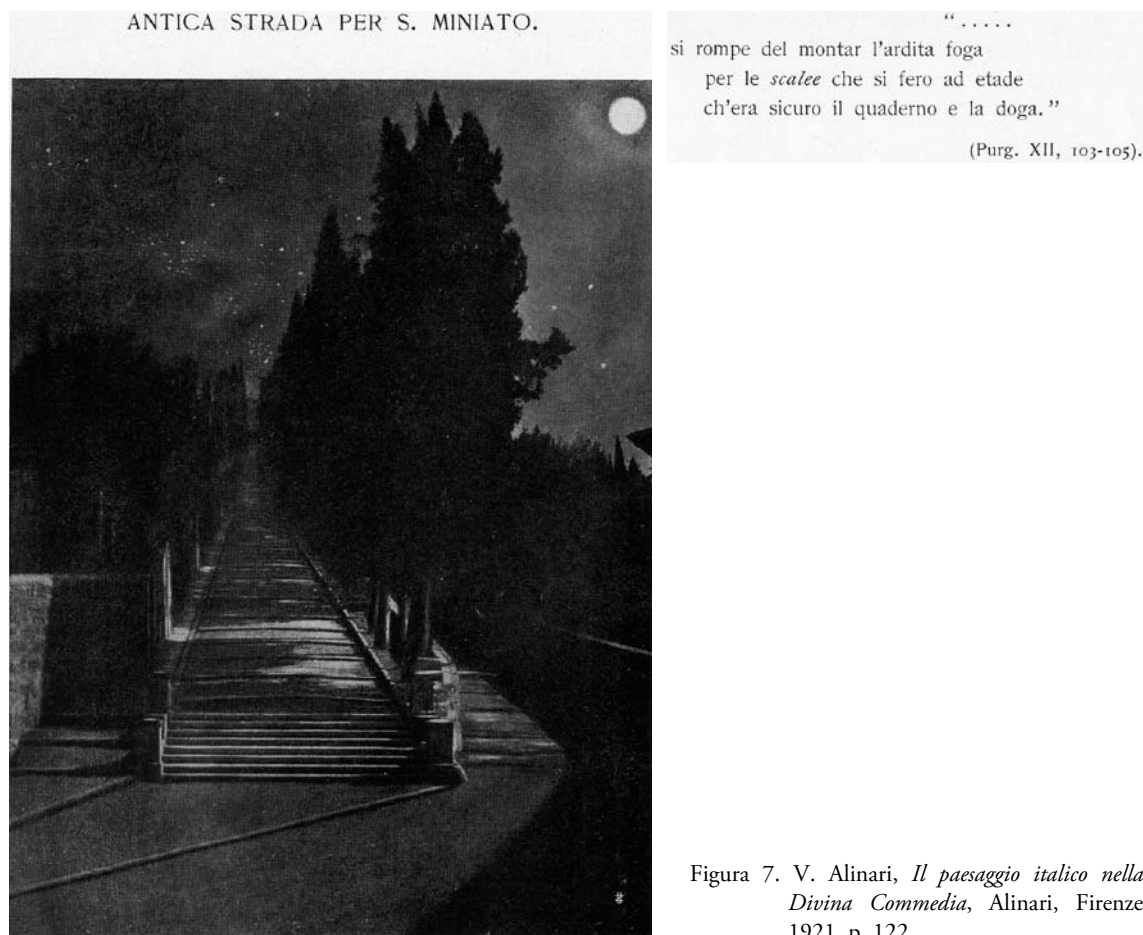 ANTICA STRADA PER S. MINIATO.
“.....
si rompe del montar l'ardita foga
per le scalee che si fero ad etade
ch'era sicuro il quaderno e la doga.”
(Purg. XII, 103-105).
Figura 7. V. Alinari, Il paesaggio italico nella
Divina Commedia, Alinari, Firenze
1921, p. 122.